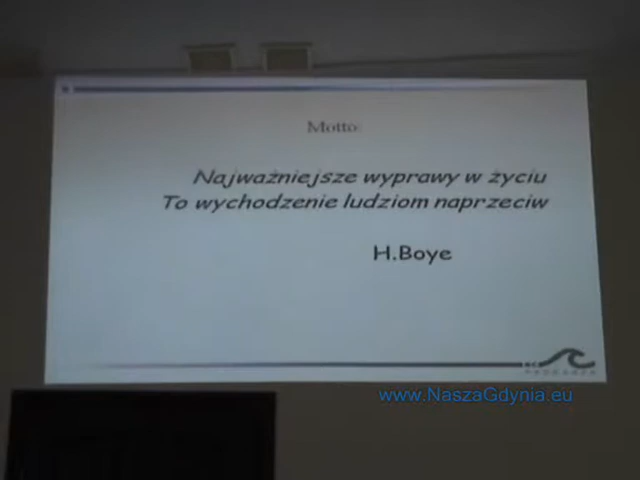 Motto:
Najważniejsze wyprawy w życiu
To wychodzenie ludziom naprzeciw
H.Boye
www.NaszaGdynia.eu